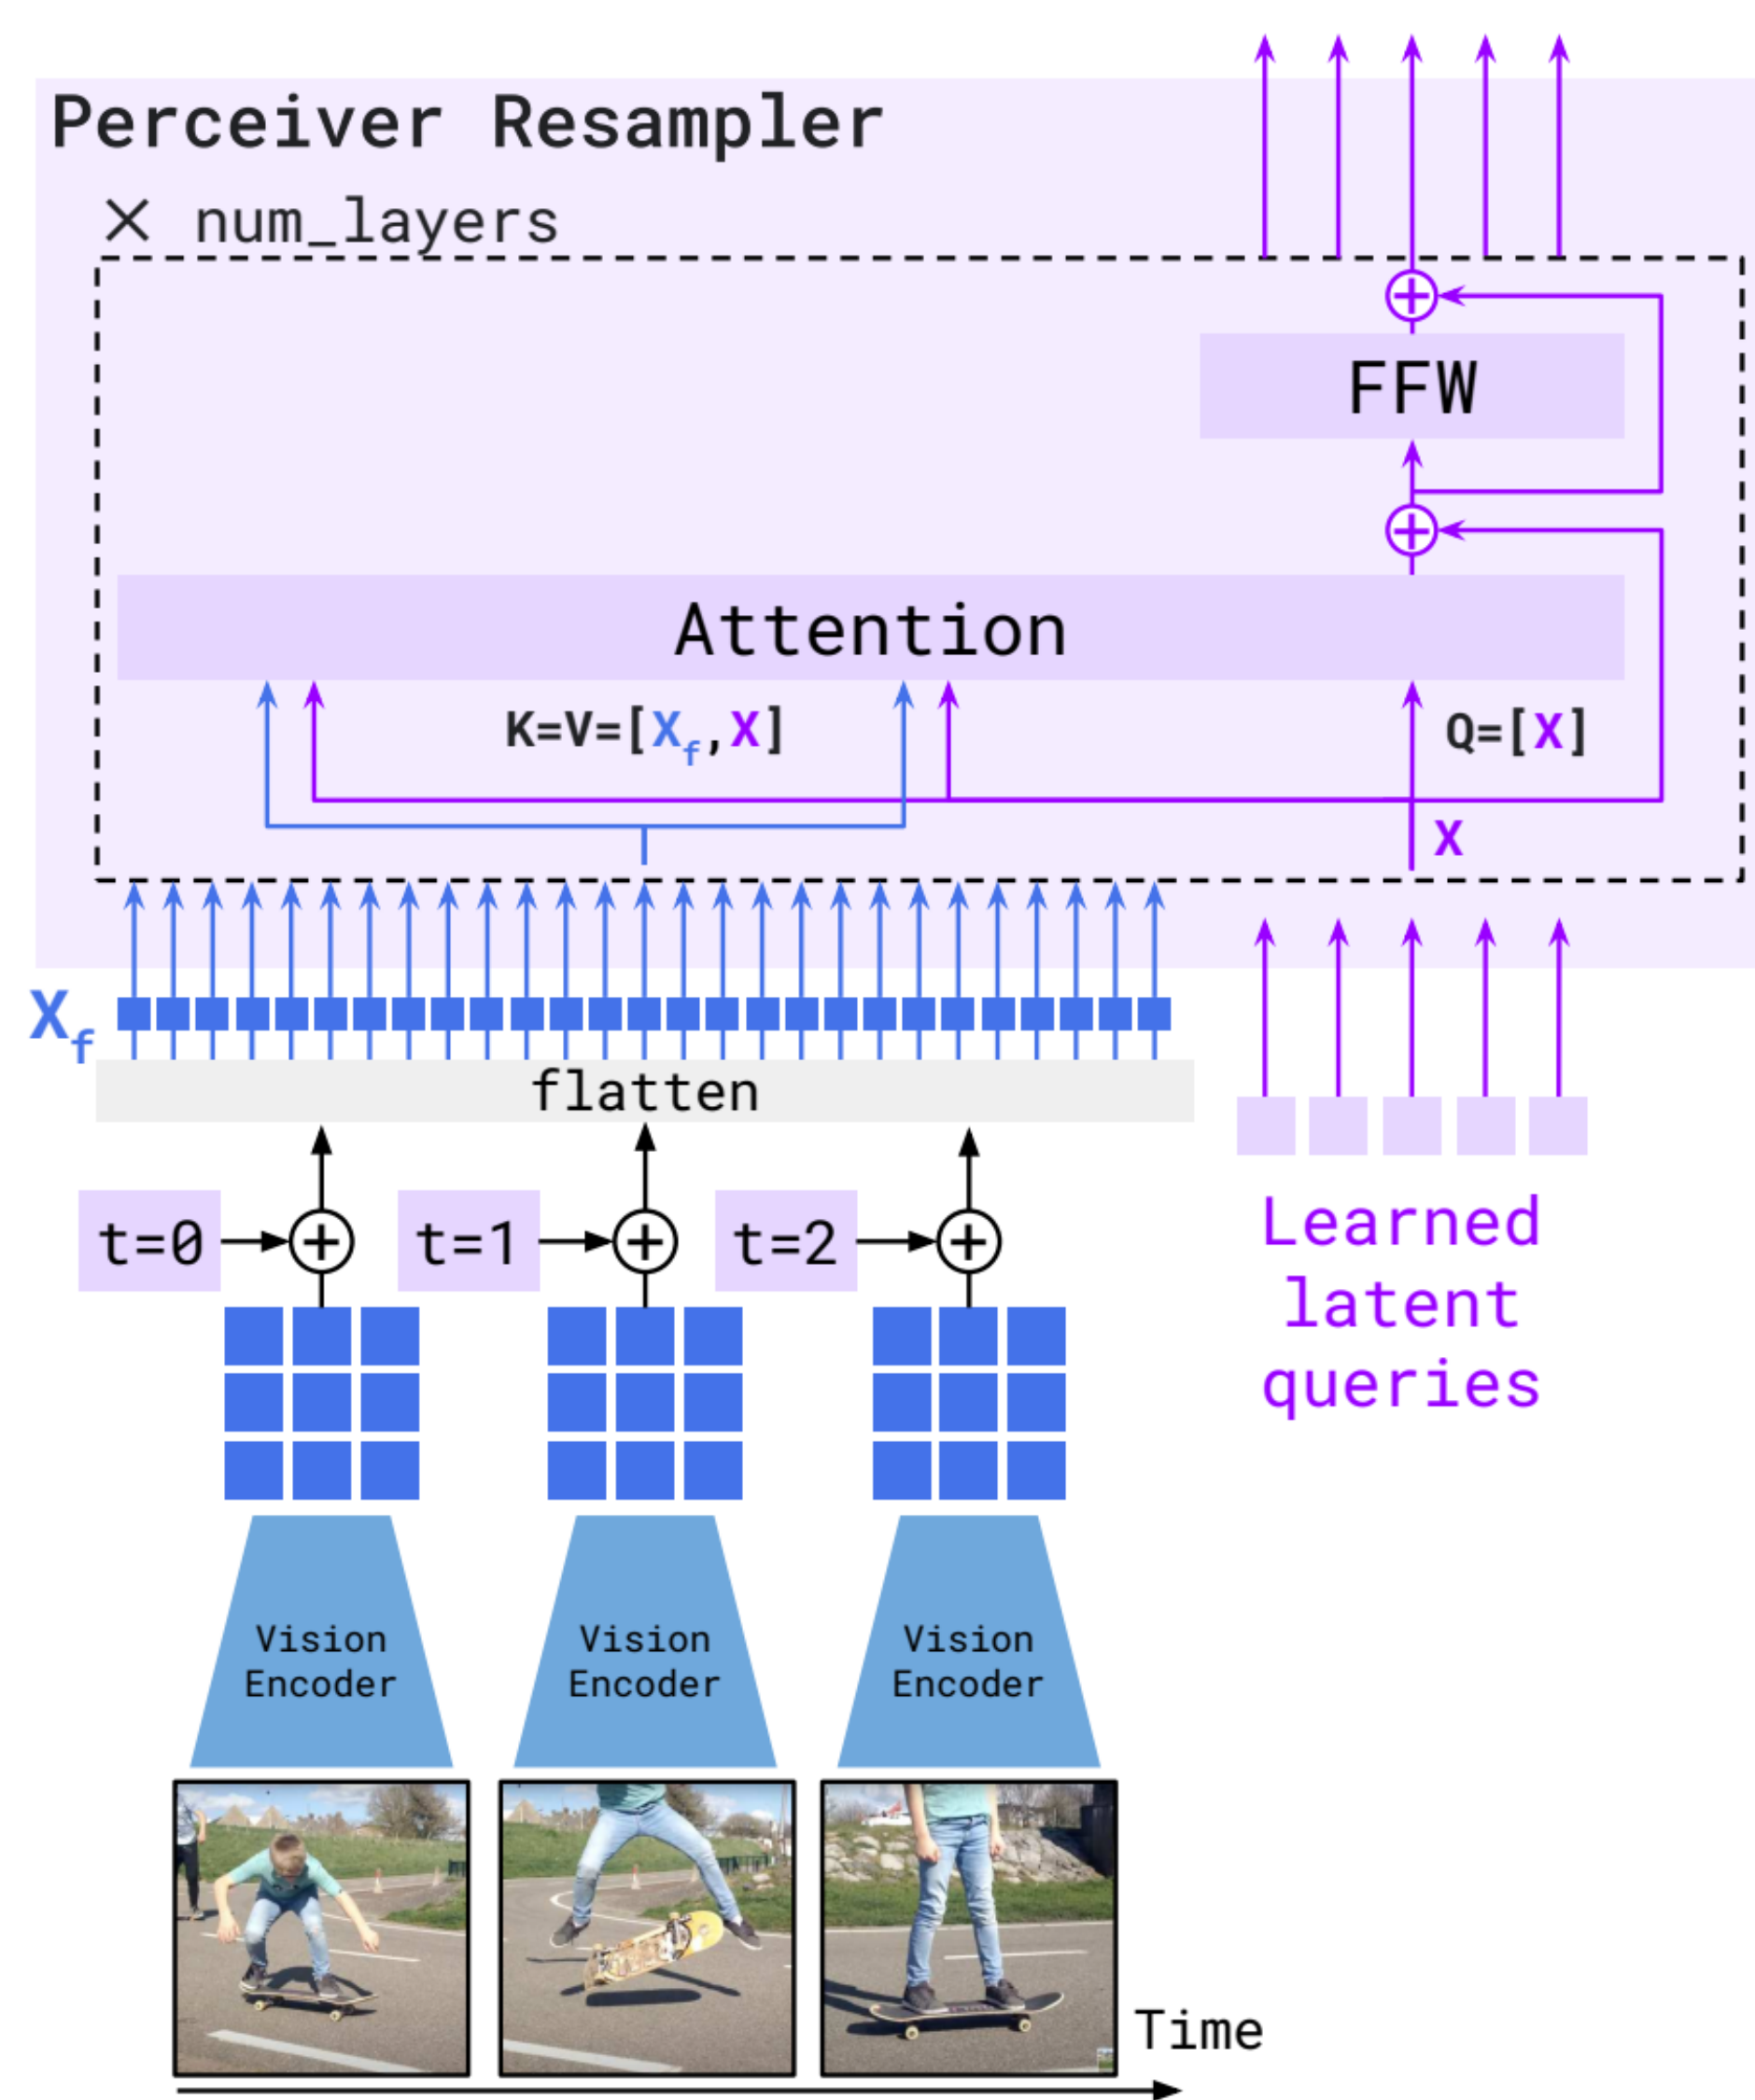 Perceiver Resampler
× num_layers
FFW
Attention
K=V=[Xf,X]
Q=[X]
X
Xf
flatten
t=0
t=1
t=2
Learned
latent
queries
Vision
Encoder
Vision
Encoder
Vision
Encoder
Time